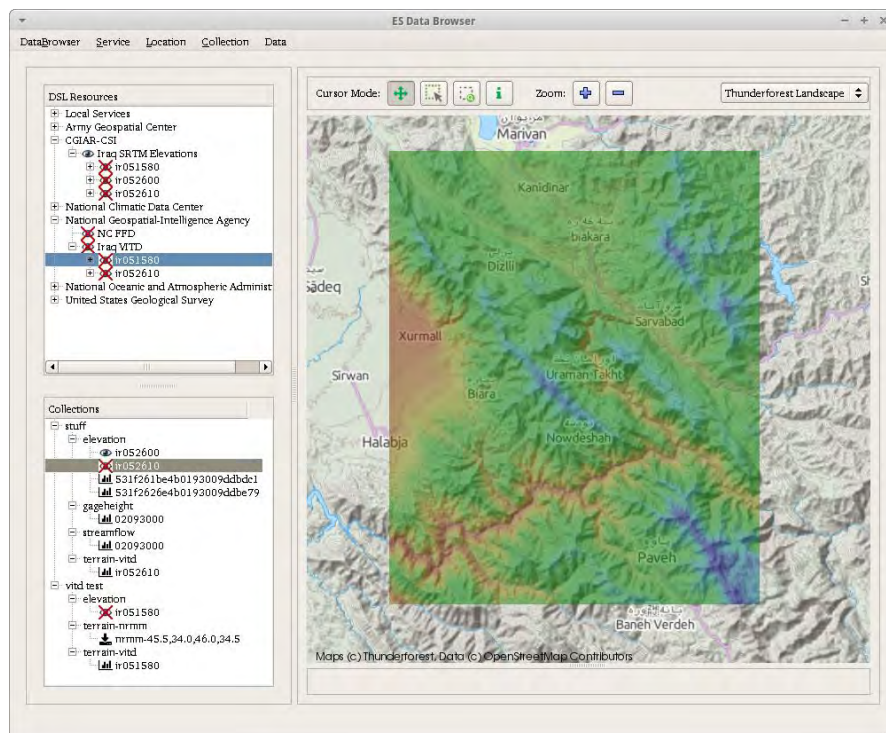 ES Data Browser
DataBrowser Service Location Collection Data
DSL Resources
Local Services
Army Geospatial Center
CGIAR-CSI
Iraq SRTM Elevations
ir051580
ir052600
ir052610
National Climatic Data Center
National Geospatial-Intelligence Agency
NC FFD
Iraq VITD
ir051580
ir052610
National Oceanic and Atmospheric Administ
United States Geological Survey
Collections
stuff
elevation
ir052600
ir052610
531f261be4b0193009ddbdc1
531f2626e4b0193009ddbe79
gageheight
02093000
streamflow
02093000
terrain-vitd
ir052610
vitd test
elevation
ir051580
terrain-nrmm
nrmm-45.5,34.0,46.0,34.5
terrain-vitd
ir051580
Cursor Mode: Zoom: Thunderforest Landscape
Marivan
Kanidinar
biakara
Dizlli
Sadeq
Sarvabad
Xurmall
Sirwan
Uraman Takht
Biara
Nowdeshah
Halabja
پاوه
Paveh
Baneh Verdeh
Maps (c) Thunderforest, Data (c) OpenStreetMap Contributors